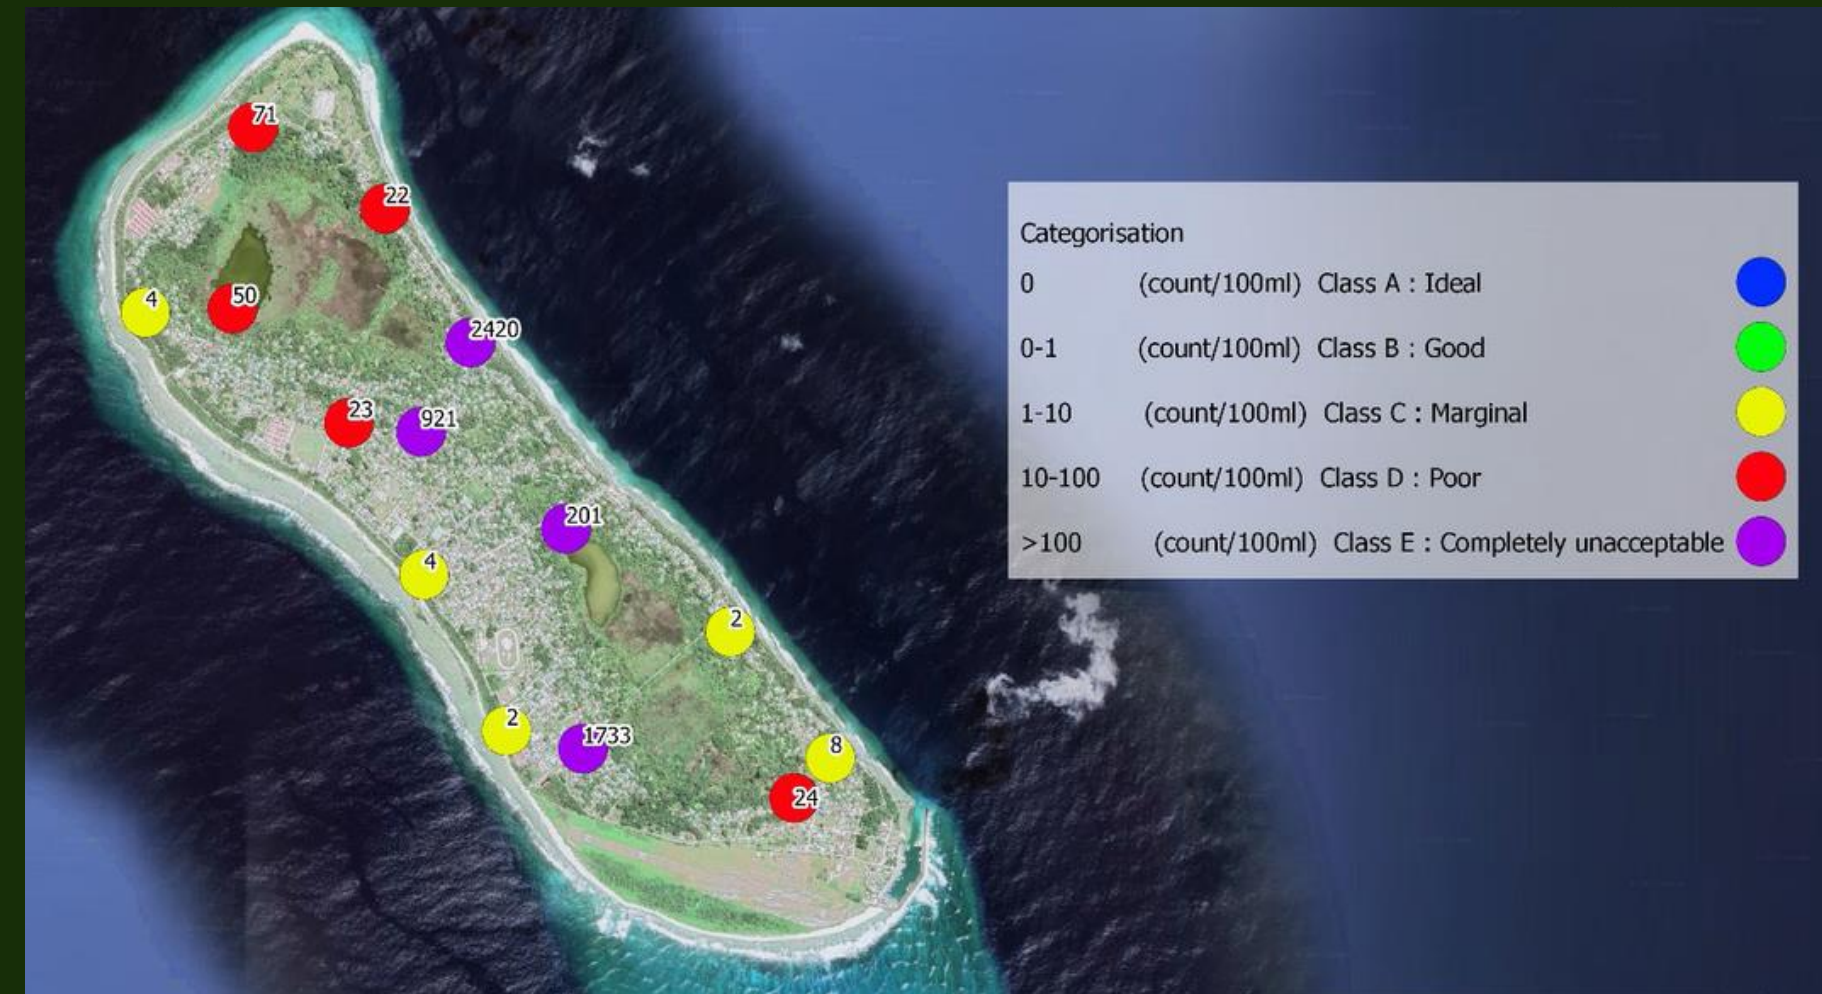 71
22
4
50
2420
23
921
201
4
2
2
1733
8
24
Categorisation
0 (count/100ml) Class A : Ideal
0-1 (count/100ml) Class B : Good
1-10 (count/100ml) Class C : Marginal
10-100 (count/100ml) Class D : Poor
>100 (count/100ml) Class E : Completely unacceptable